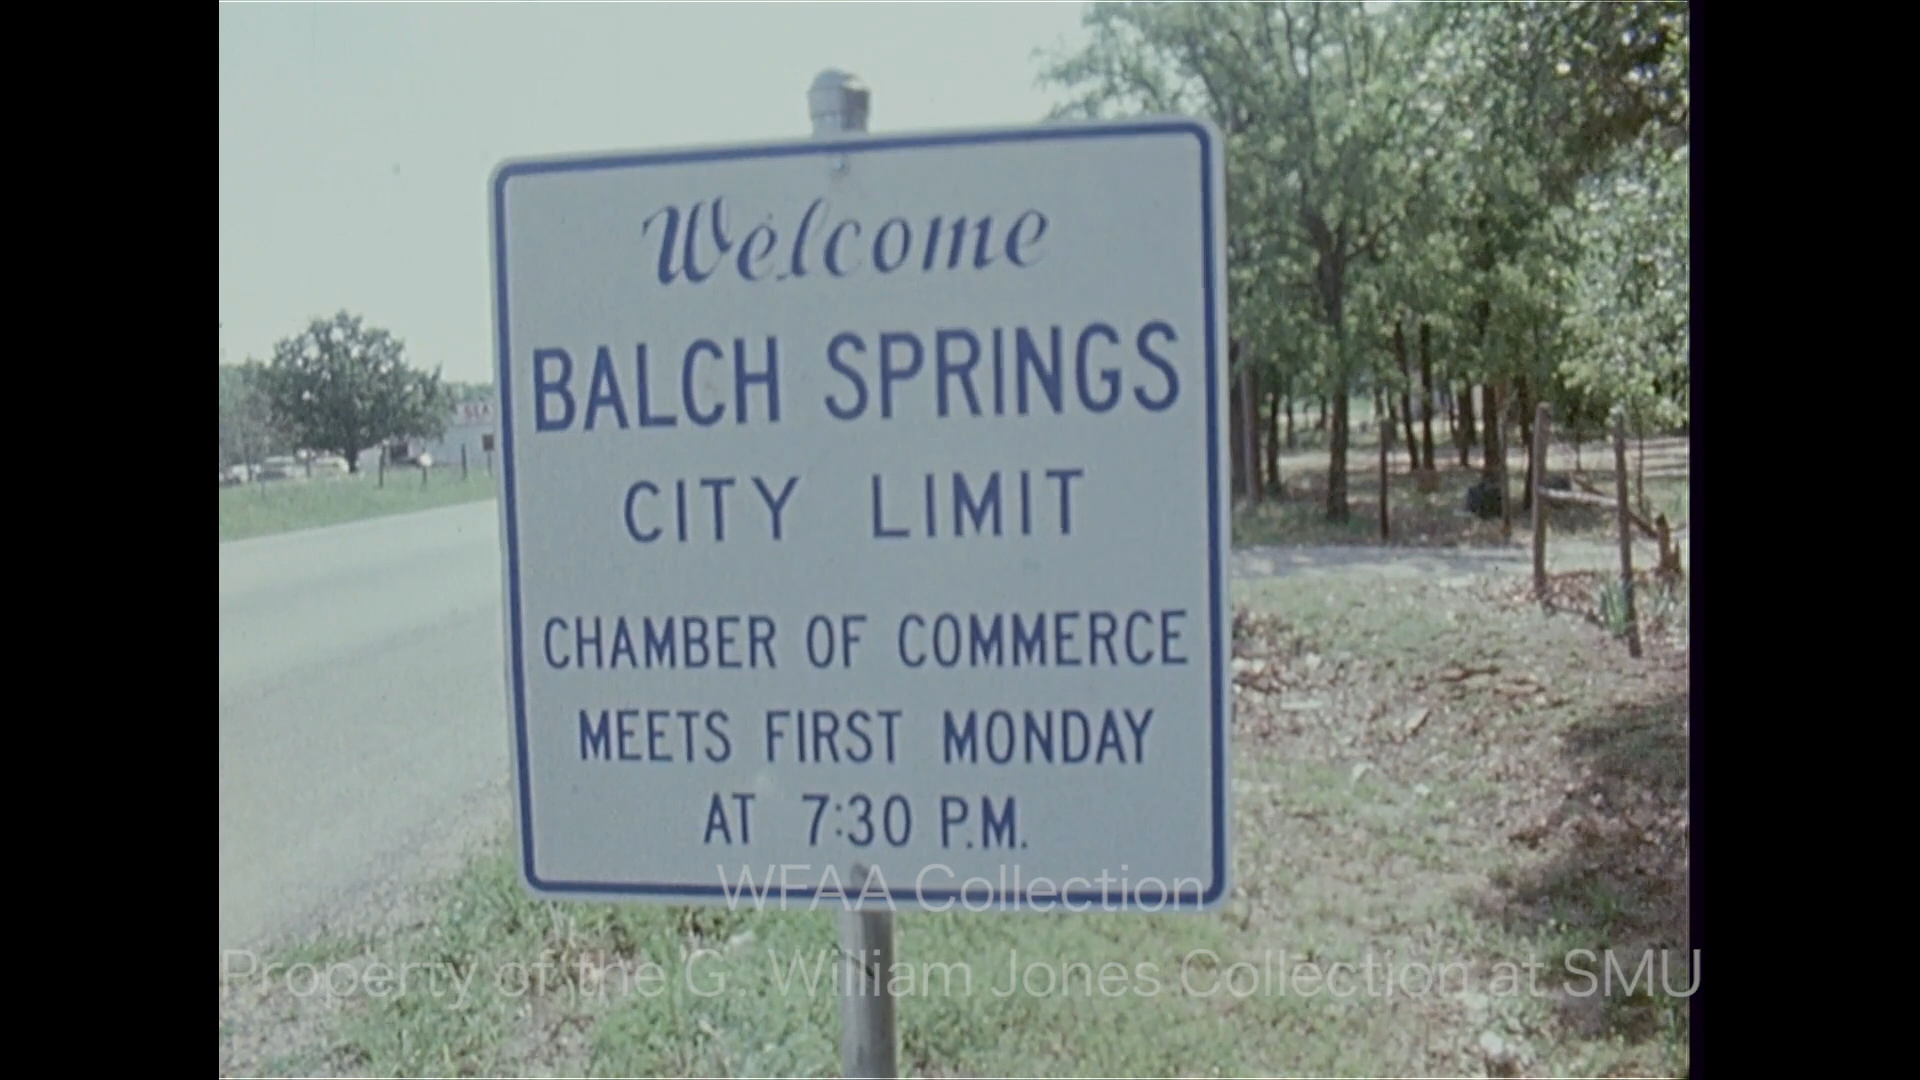 Welcome
BALCH SPRINGS
CITY LIMIT
CHAMBER OF COMMERCE
MEETS FIRST MONDAY
AT 7:30 P.M.
WFAA Collection
Property of the G. William Jones Collection at SMU